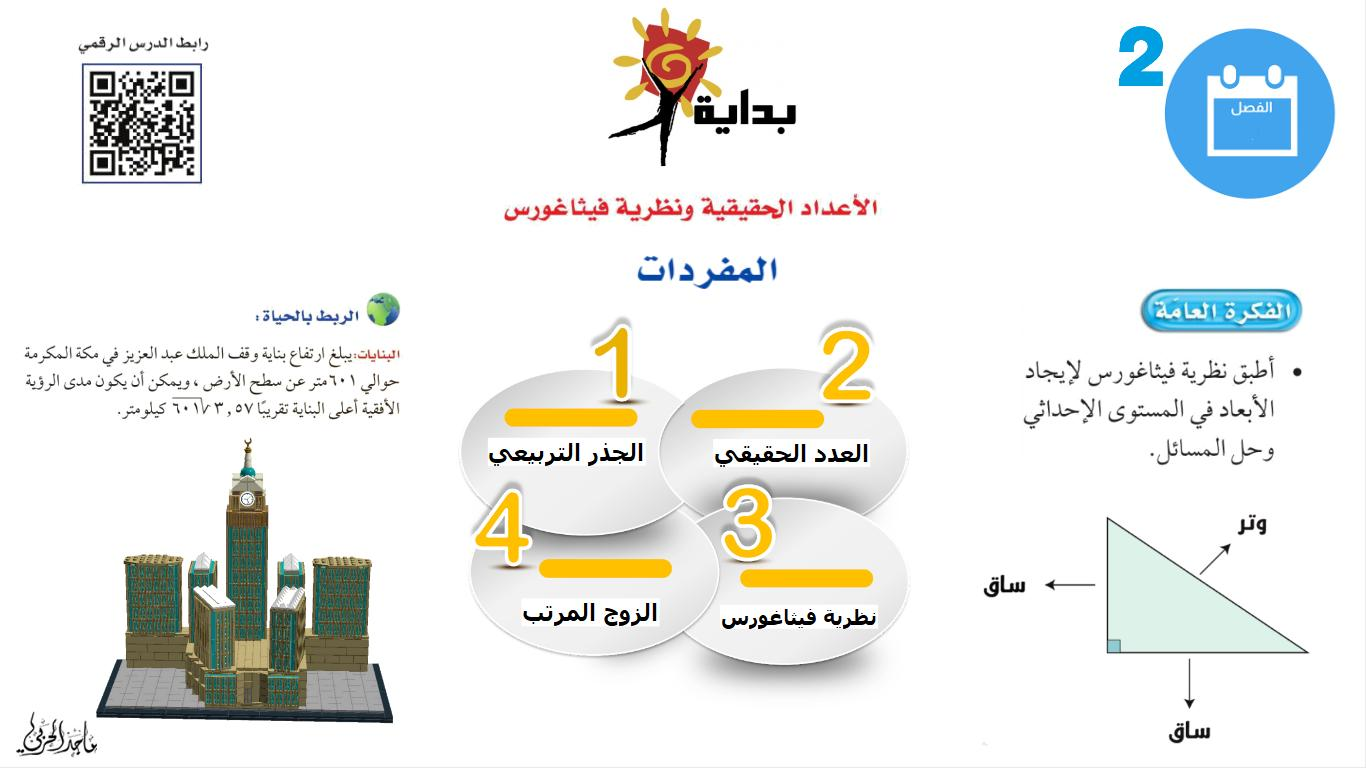 2
الفصل
بداية
رابط الدرس الرقمي
الأعداد الحقيقية ونظرية فيثاغورس
المفردات
الفكرة العامة
• أطبق نظرية فيثاغورس لإيجاد
الأبعاد في المستوى الإحداثي
وحل المسائل.
وتر
ساق
ساق
1
الجذر التربيعي
2
العدد الحقيقي
3
نظرية فيثاغورس
4
الزوج المرتب
الربط بالحياة :
البنايات: يبلغ ارتفاع بناية وقف الملك عبد العزيز في مكة المكرمة
حوالي ٦٠١ متر عن سطح الأرض ، ويمكن أن يكون مدى الرؤية
الأفقية أعلى البناية تقريبًا ٣,٥٧ √٦٠١ كيلومتر.
ماجد الحربي